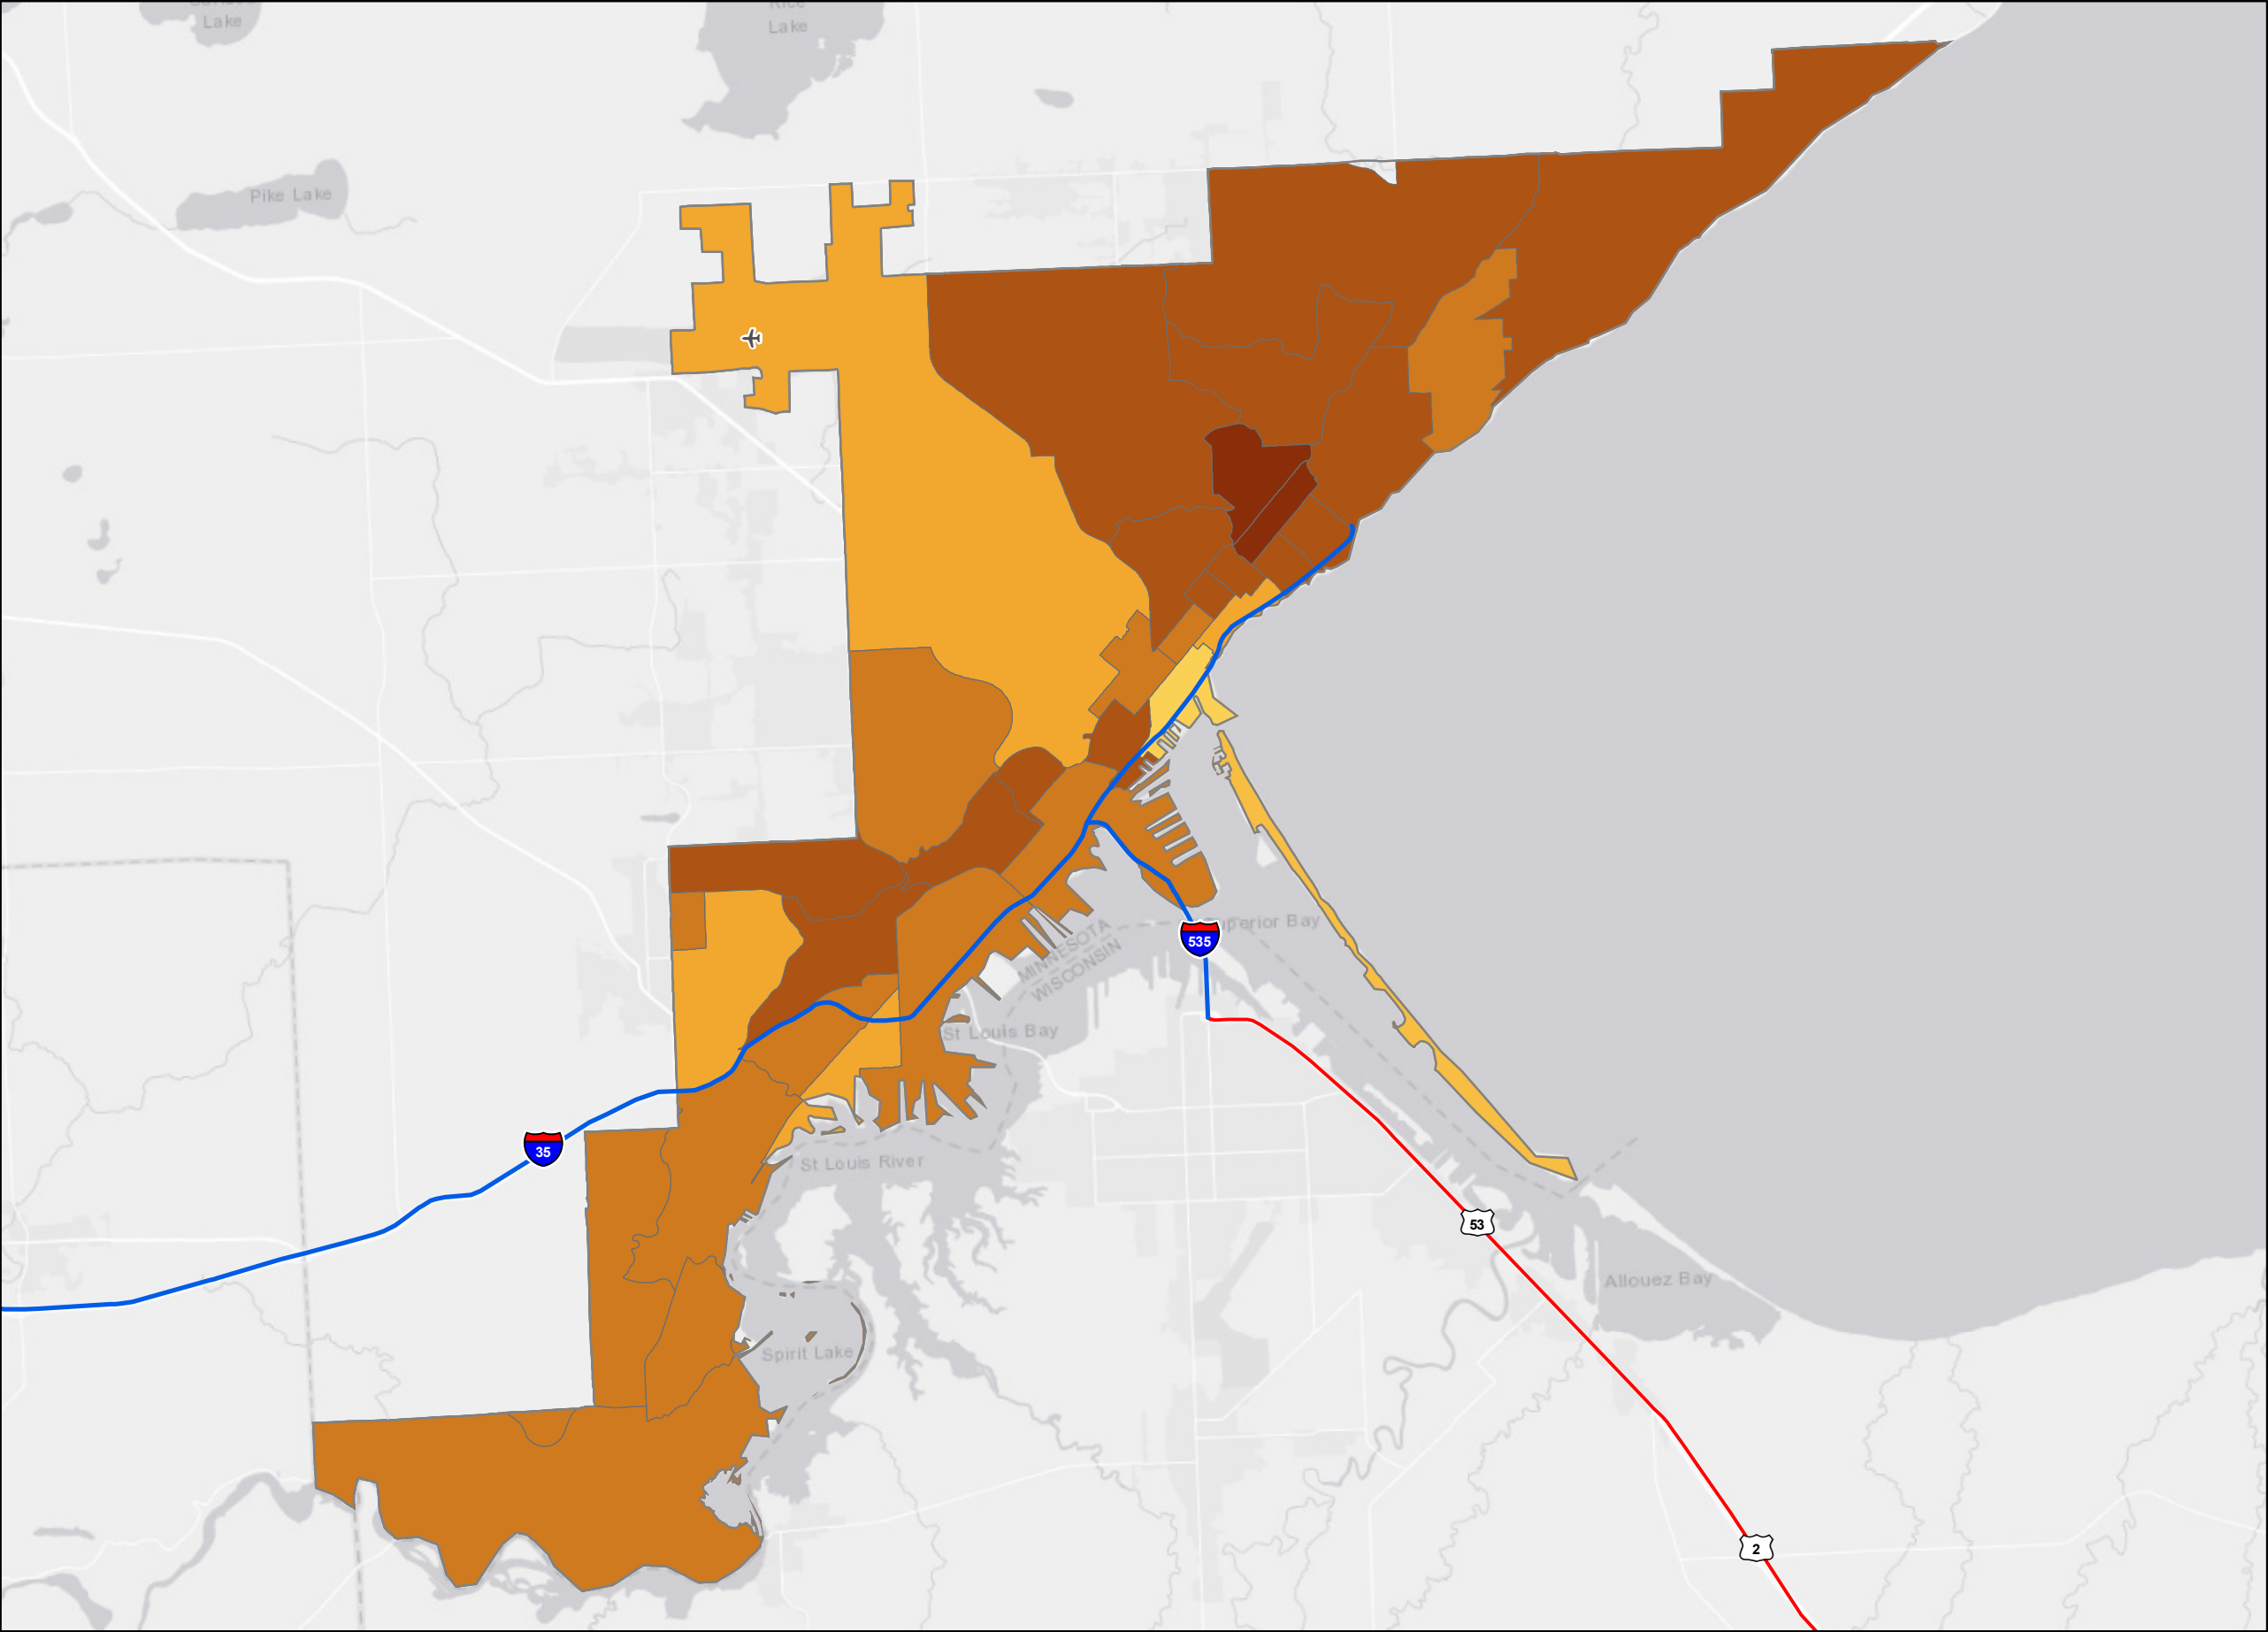 Lake
Rice
Lake
Pike Lake
Superior Bay
MINNESOTA
WISCONSIN
535
St Louis Bay
35
St Louis River
53
Allouez Bay
Spirit Lake
2